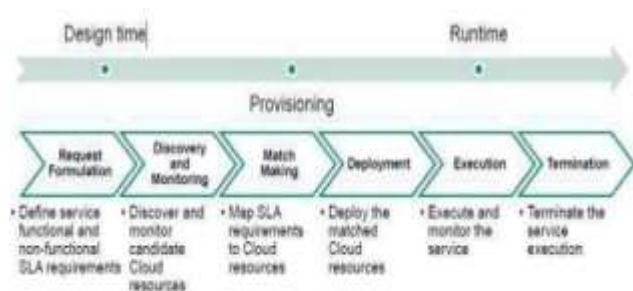 Design time
Runtime
Provisioning
Request
Formulation
Discovery
and
Monitoring
Match
Making
Deployment
Execution
Termination
• Define service
functional and
non-functional
SLA requirements
• Discover and
monitor
candidate
Cloud
resources
• Map SLA
requirements
to Cloud
resources
• Deploy the
matched
Cloud
resources
• Execute and
monitor the
service
• Terminate the
service
execution